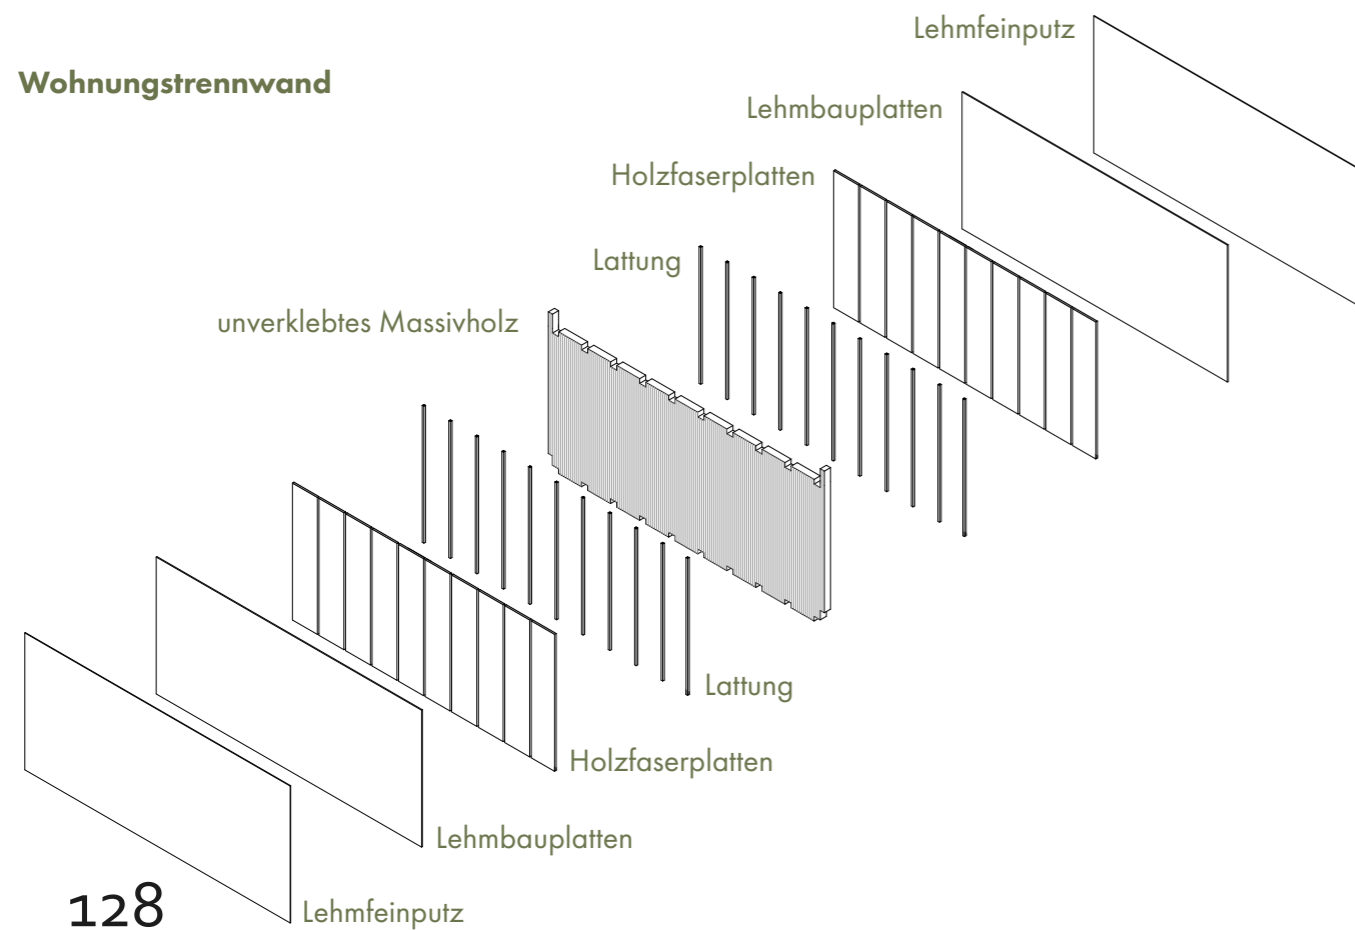 Lehmfeinputz
Wohnungstrennwand
Lehmbauplatten
Holzfaserplatten
Lattung
unverklebtes Massivholz
Lattung
Holzfaserplatten
Lehmbauplatten
128
Lehmfeinputz